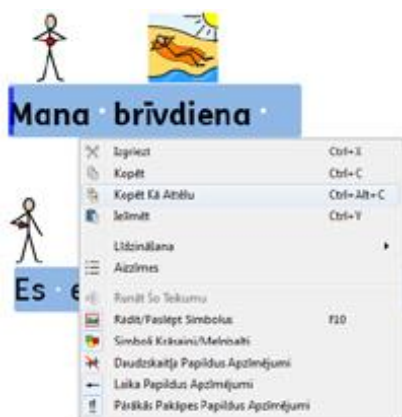 Mana brīvdiena
Izgriezt Ctrl+X
Kopēt Ctrl+C
Kopēt Kā Attēlu Ctrl+Alt+C
Ielīmēt Ctrl+V
Līdzināšana
Aizzīmes
Es e
Runāt Šo Teikumu
Rādīt/Paslēpt Simbolus F10
Simboli Krāsaini/Melnbalti
Daudzskaitļa Papildus Apzīmējumi
Laika Papildus Apzīmējumi
Pārākās Pakāpes Papildus Apzīmējumi